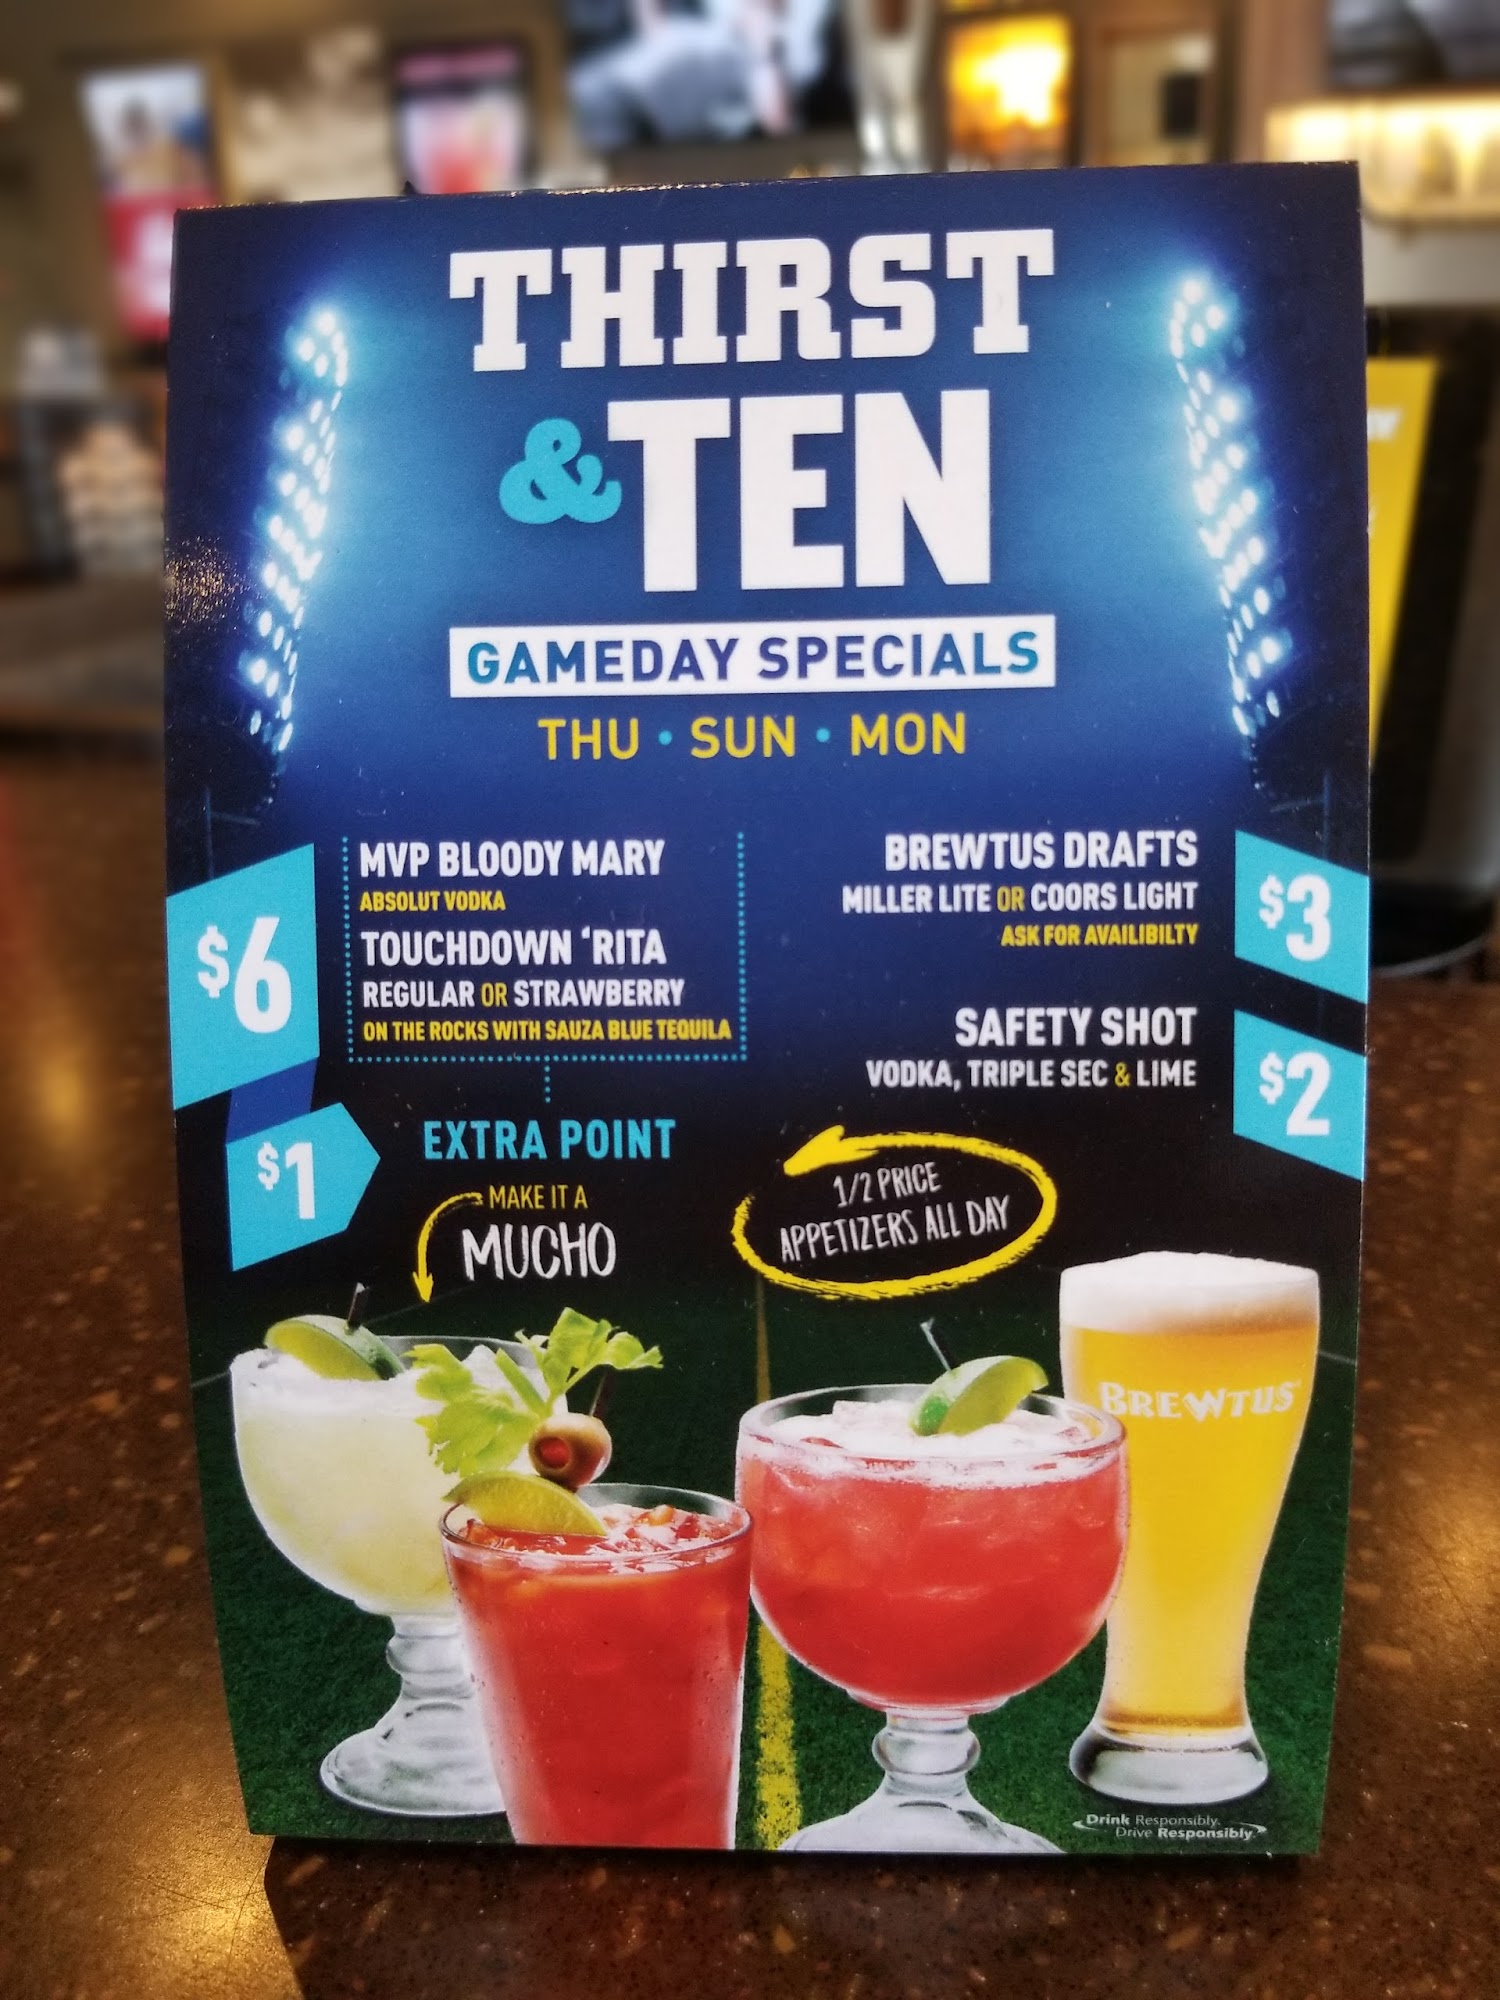 THIRST
& TEN
GAMEDAY SPECIALS
THU • SUN • MON
$6
MVP BLOODY MARY
ABSOLUT VODKA
TOUCHDOWN ‘RITA
REGULAR OR STRAWBERRY
ON THE ROCKS WITH SAUZA BLUE TEQUILA
$1
EXTRA POINT
MAKE IT A
MUCHO
BREWTUS DRAFTS
MILLER LITE OR COORS LIGHT
ASK FOR AVAILIBILTY
$3
SAFETY SHOT
VODKA, TRIPLE SEC & LIME
$2
1/2 PRICE
APPETIZERS ALL DAY
BREWTUS
Drink Responsibly.
Drive Responsibly.